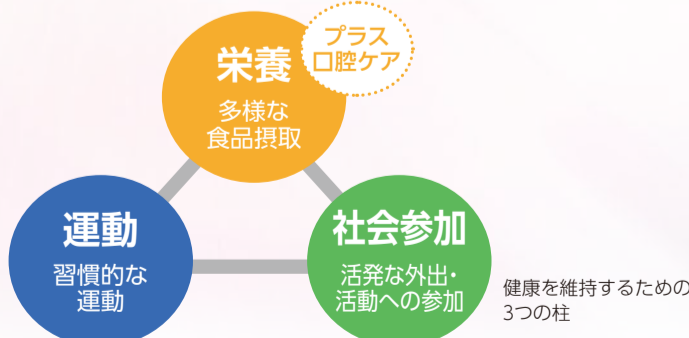 プラス
口腔ケア
栄養
多様な
食品摂取
運動
習慣的な
運動
社会参加
活発な外出・
活動への参加
健康を維持するための
3つの柱